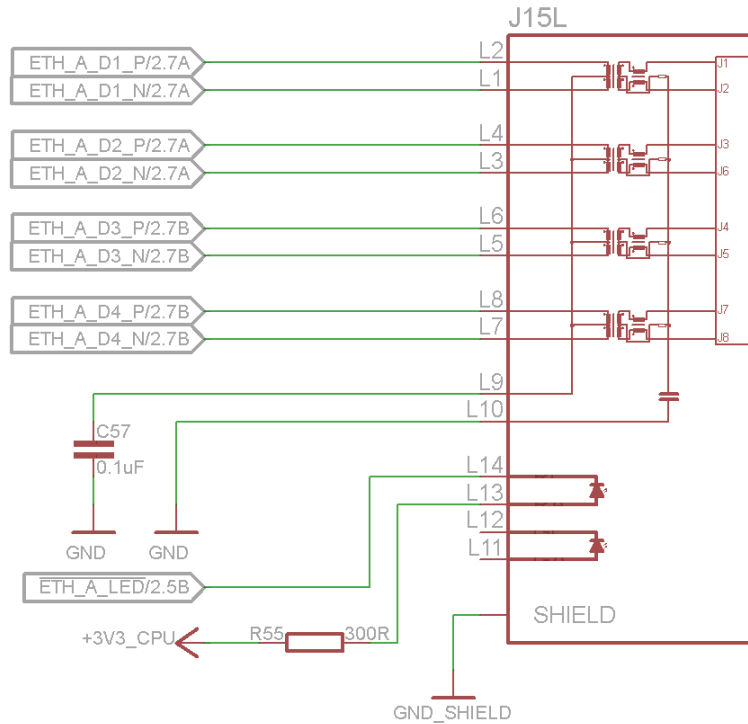 J15L
ETH_A_D1_P/2.7A L2 J1
ETH_A_D1_N/2.7A L1 J2
ETH_A_D2_P/2.7A L4 J3
ETH_A_D2_N/2.7A L3 J6
ETH_A_D3_P/2.7B L6 J4
ETH_A_D3_N/2.7B L5 J5
ETH_A_D4_P/2.7B L8 J7
ETH_A_D4_N/2.7B L7 J8
L9
L10
C57
0.1uF
L14
L13
L12
GND GND L11
ETH_A_LED/2.5B
SHIELD
+3V3_CPU R55 300R
GND_SHIELD